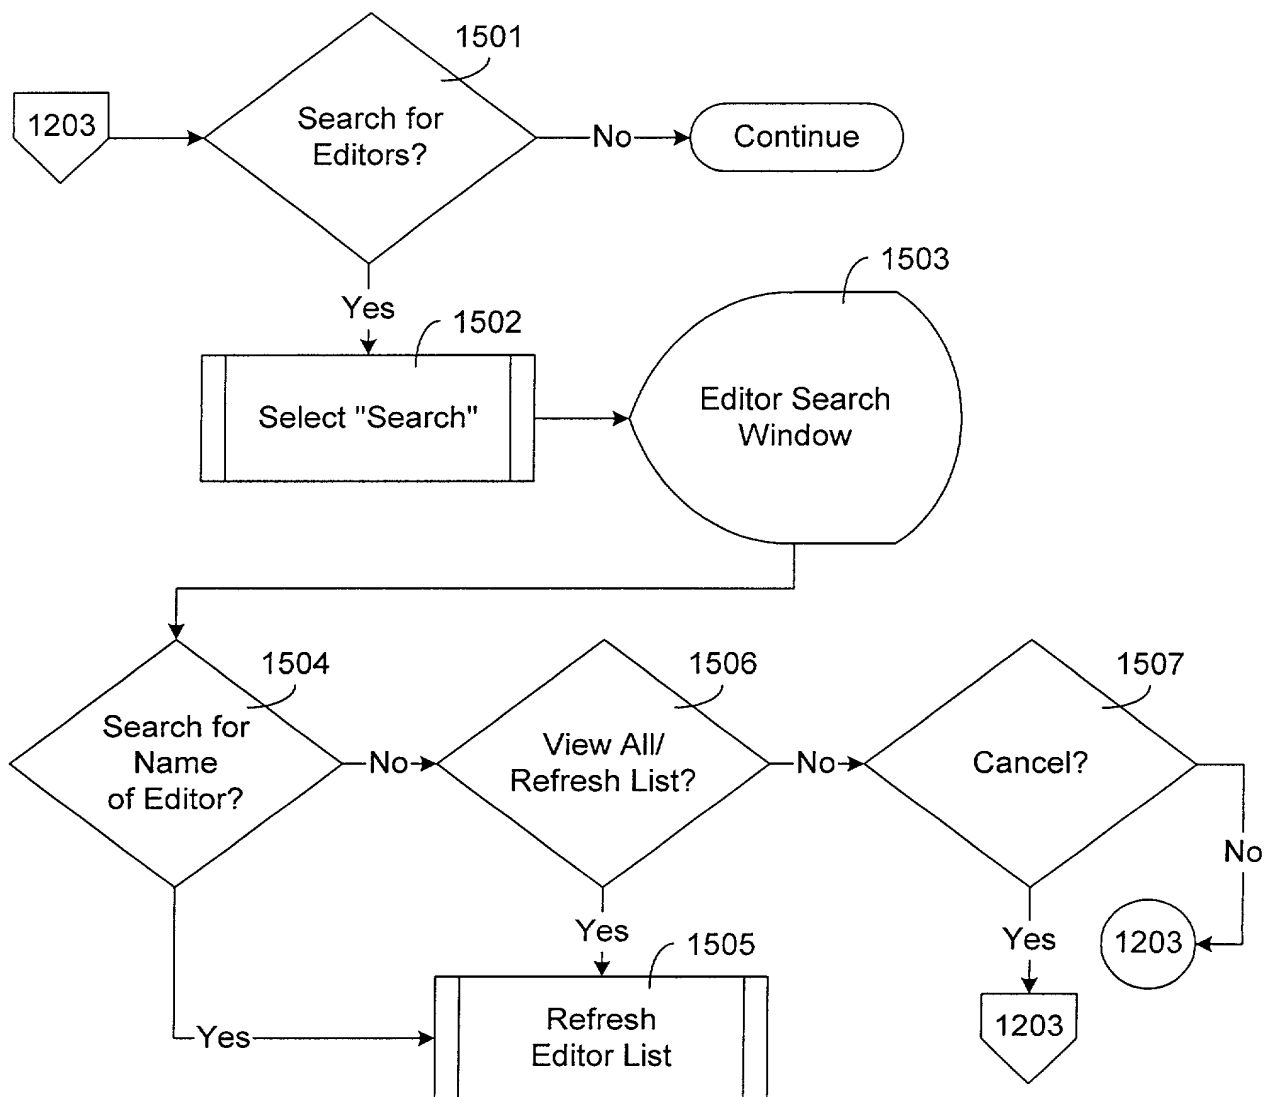 1501
1203
Search for
Editors?
No
Continue
Yes
1502
1503
Select "Search"
Editor Search
Window
1504
1506
1507
Search for
Name
of Editor?
No
View All/
Refresh List?
No
Cancel?
No
Yes
1505
Yes
1203
Yes
Refresh
Editor List
1203